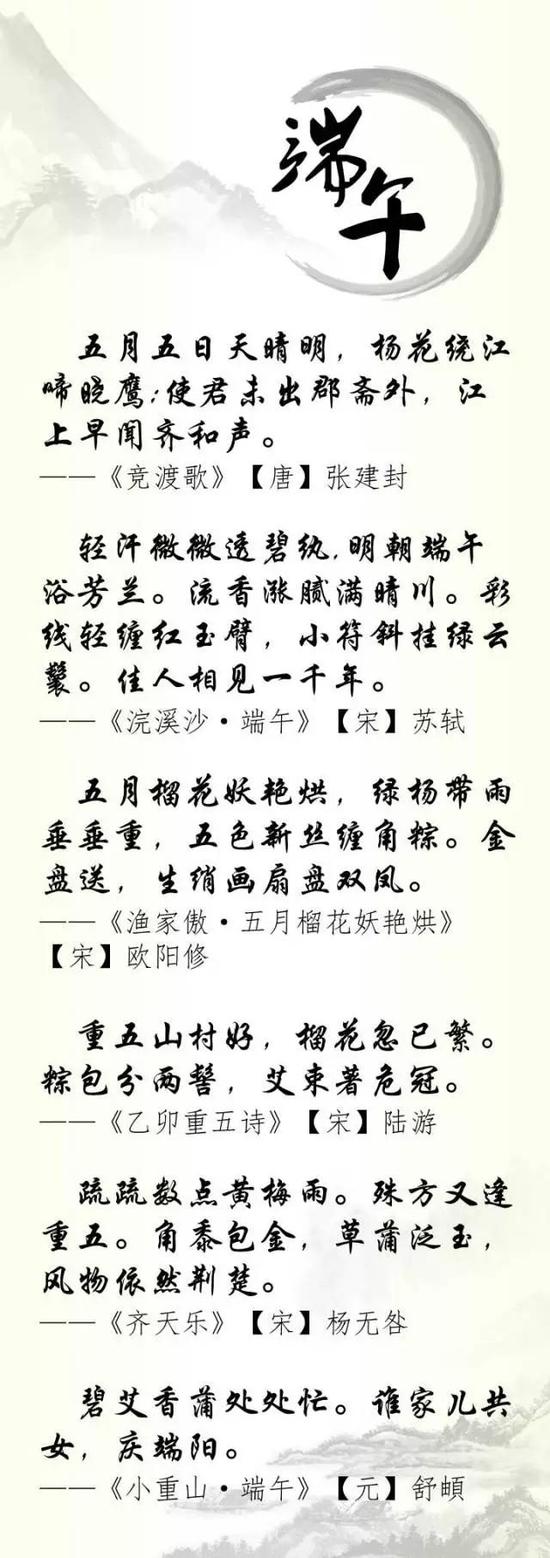 端午
五月五日天晴明，杨花绕江
啼晓鹰;使君未出郡斋外，江
上早闻齐和声。
——《竞渡歌》【唐】张建封
轻汗微微透碧纨,明朝端午
浴芳兰。流香涨腻满晴川。彩
线轻缠红玉臂，小符斜挂绿云
鬟。佳人相见一千年。
——《浣溪沙·端午》【宋】苏轼
五月榴花妖艳烘，绿杨带雨
垂垂重，五色新丝缠角粽。金
盘送，生绡画扇盘双凤。
——《渔家傲·五月榴花妖艳烘》
【宋】欧阳修
重五山村好，榴花忽已繁。
粽包分两髻，艾束著危冠。
——《乙卯重五诗》【宋】陆游
疏疏数点黄梅雨。殊方又逢
重五。角黍包金，草蒲泛玉，
风物依然荆楚。
——《齐天乐》【宋】杨无咎
碧艾香蒲处处忙。谁家儿共
女，庆端阳。
——《小重山·端午》【元】舒頔